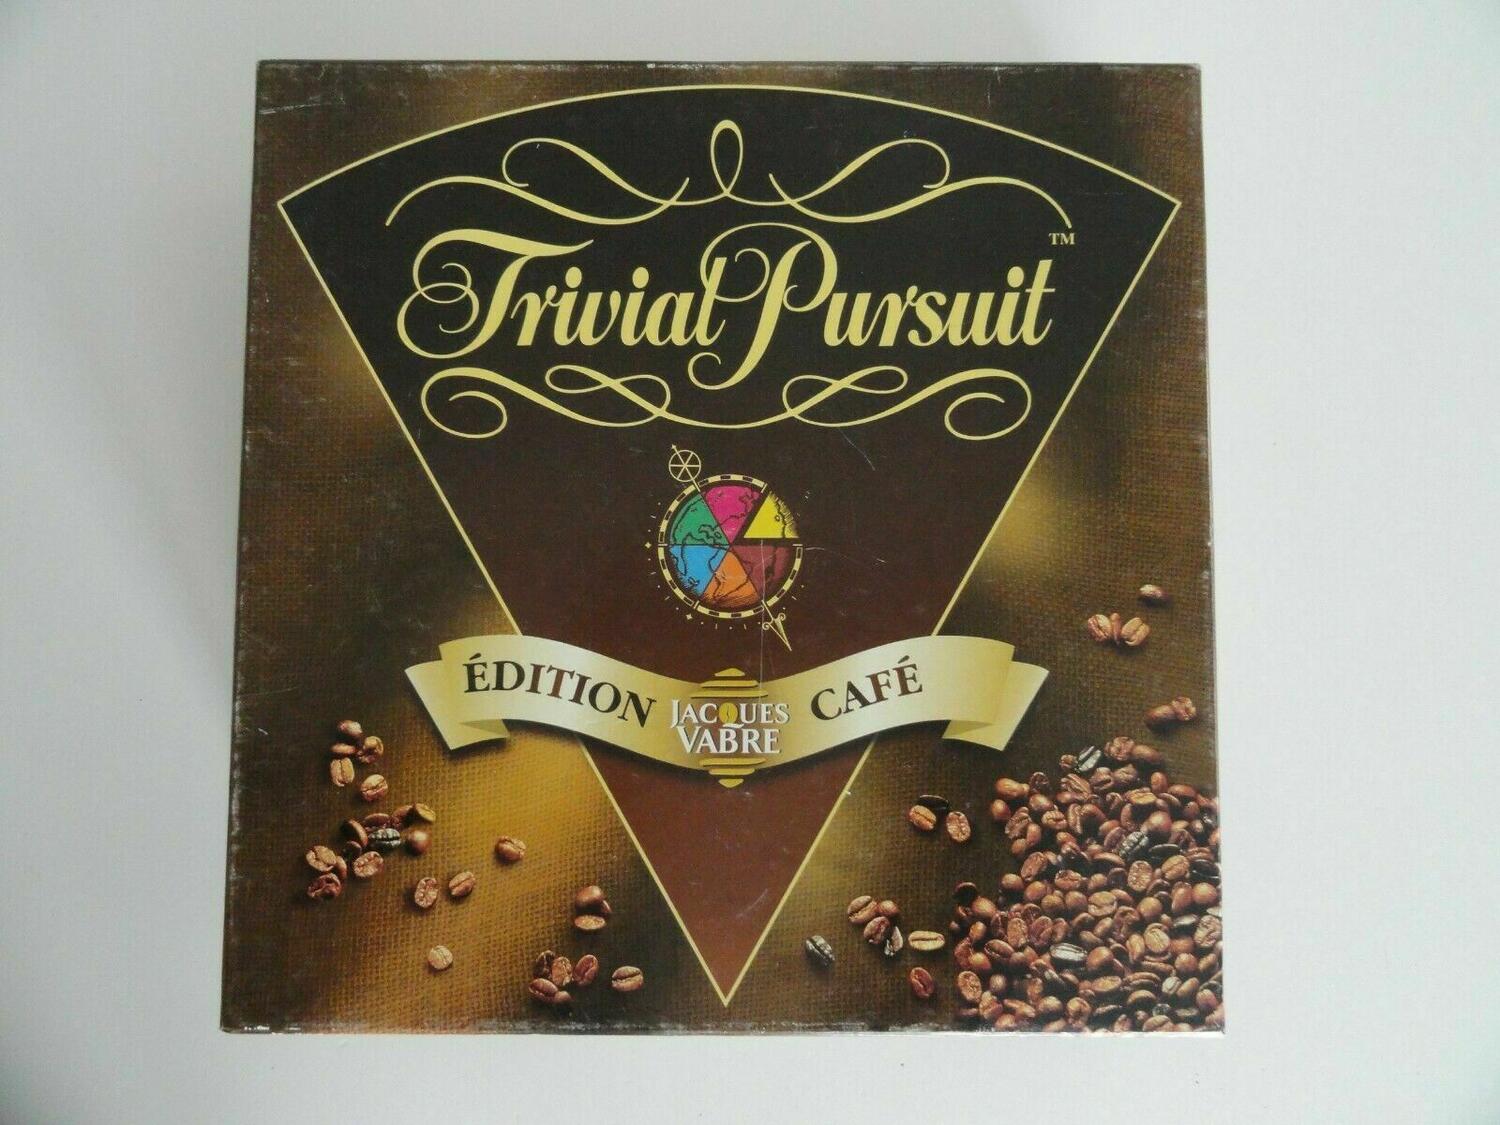 Trivial Pursuit™
ÉDITION JACQUES VABRE CAFÉ